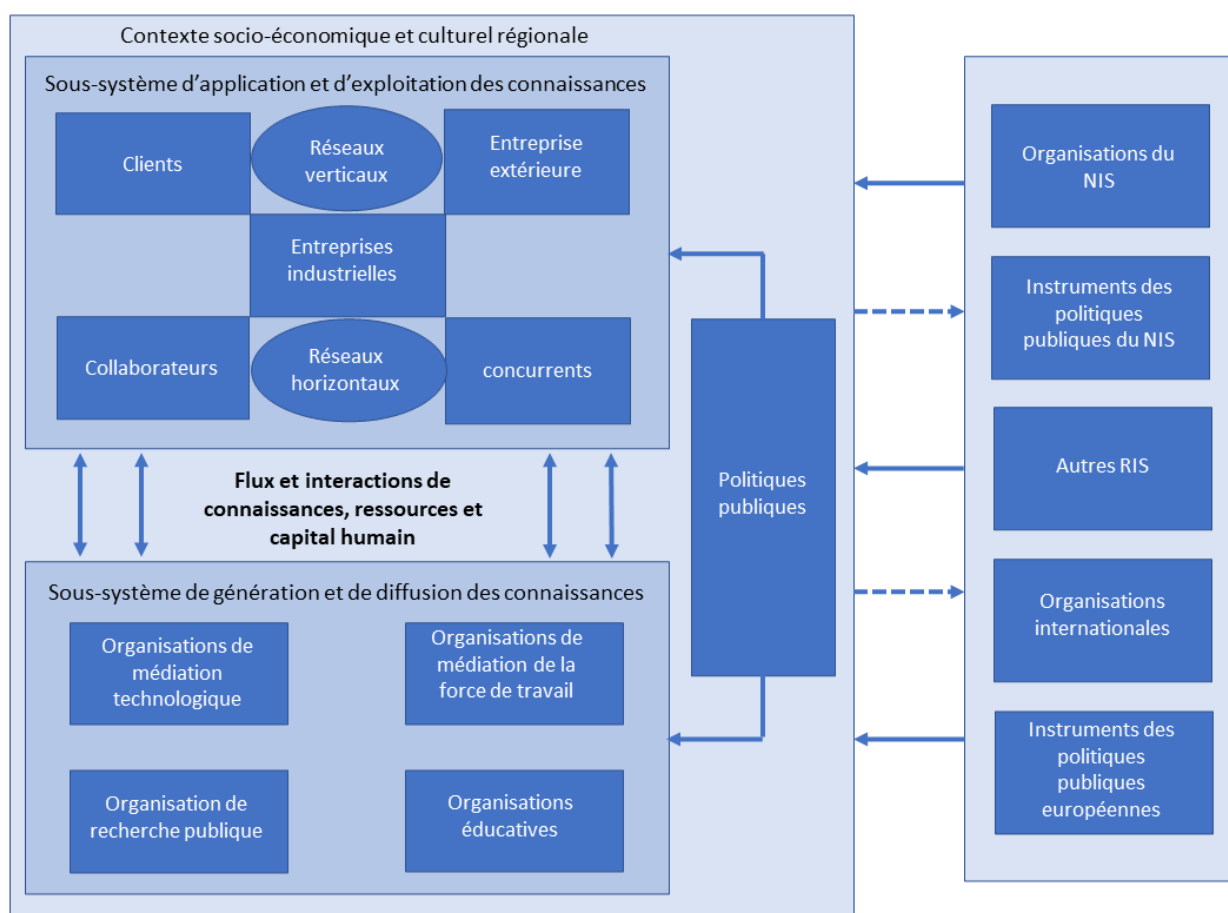 Contexte socio-économique et culturel régionale
Sous-système d'application et d'exploitation des connaissances
Clients
Réseaux
verticaux
Entreprise
extérieure
Entreprises
industrielles
Collaborateurs
Réseaux
horizontaux
concurrents
Flux et interactions de
connaissances, ressources et
capital humain
Sous-système de génération et de diffusion des connaissances
Organisations de
médiation
technologique
Organisations de
médiation de la
force de travail
Organisation de
recherche publique
Organisations
éducatives
Politiques
publiques
Organisations du
NIS
Instruments des
politiques
publiques du NIS
Autres RIS
Organisations
internationales
Instruments des
politiques
publiques
européennes